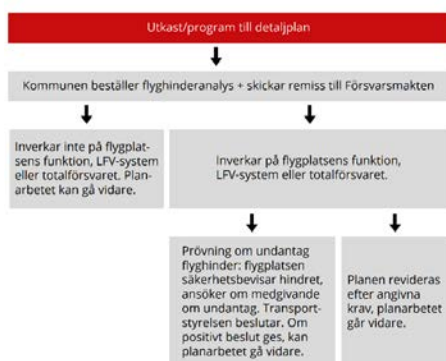 Utkast/program till detaljplan
Kommunen beställer flyghinderanalys + skickar remiss till Försvarsmakten
Inverkar inte på flygplat-
sens funktion, LFV-system
eller totalförsvaret. Plan-
arbetet kan gå vidare.
Inverkar på flygplatsens funktion,
LFV-system eller totalförsvaret.
Prövning om undantag
flyghinder: flygplatsen
säkerhetsbevisar hindret,
ansöker om medgivande
om undantag. Transport-
styrelsen beslutar. Om
positivt beslut ges, kan
planarbetet gå vidare.
Planen revideras
efter angivna
krav, planarbetet
går vidare.